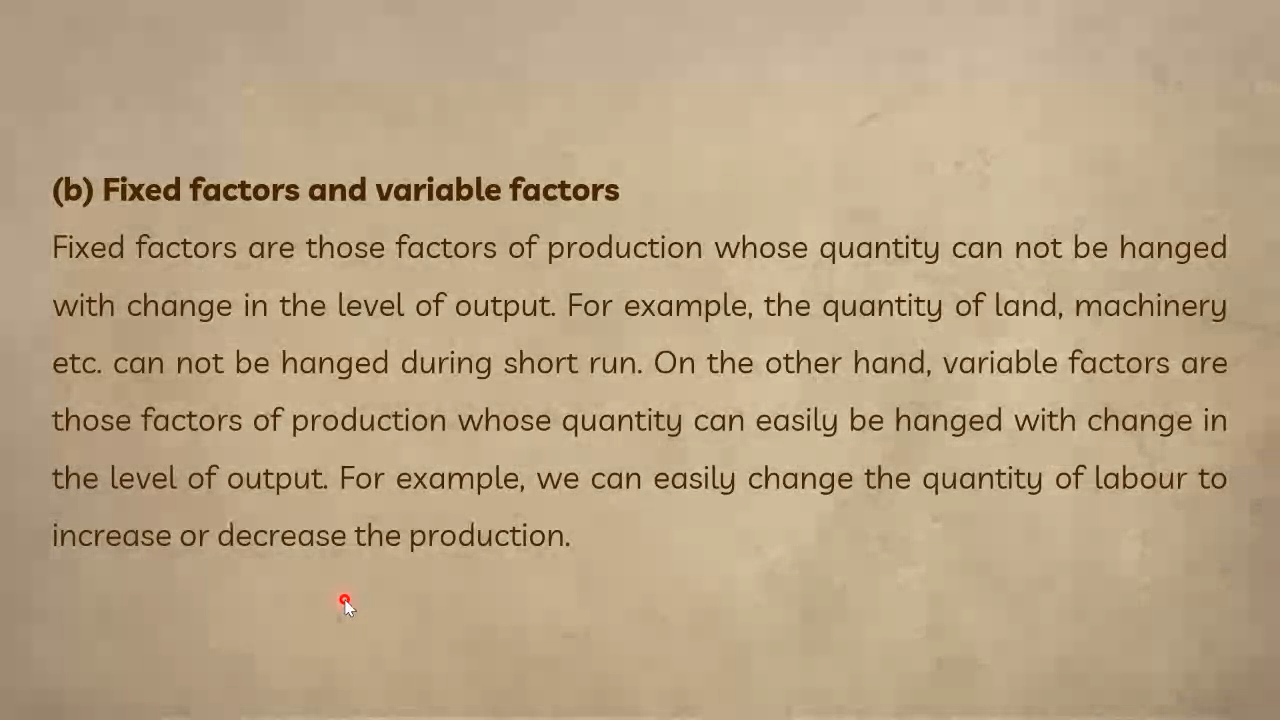 (b) Fixed factors and variable factors
Fixed factors are those factors of production whose quantity can not be hanged
with change in the level of output. For example, the quantity of land, machinery
etc. can not be hanged during short run. On the other hand, variable factors are
those factors of production whose quantity can easily be hanged with change in
the level of output. For example, we can easily change the quantity of labour to
increase or decrease the production.